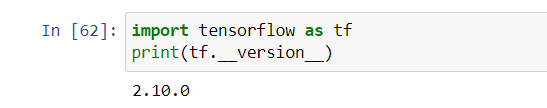 In [62]: import tensorflow as tf
print(tf.__version__)
2.10.0